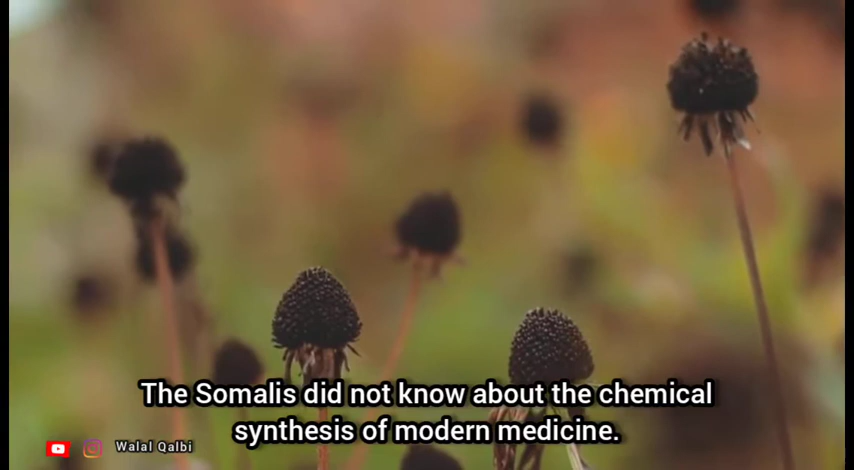 The Somalis did not know about the chemical
synthesis of modern medicine.
Walal Qalbi